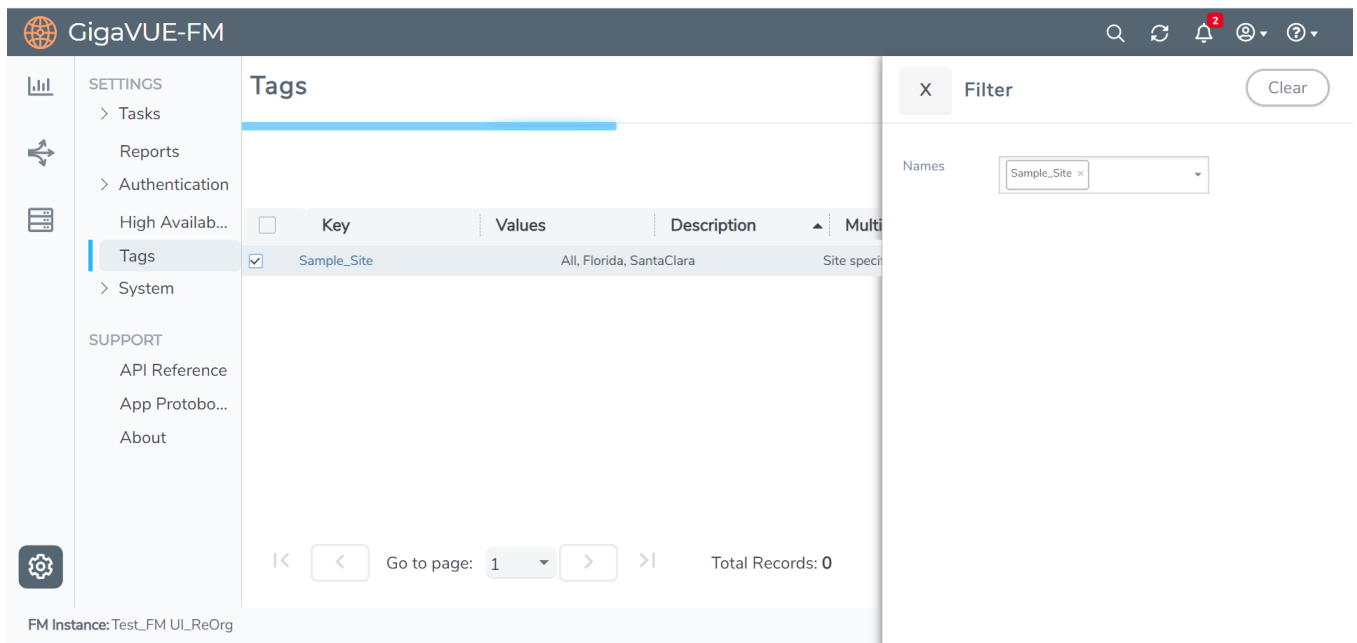 GigaVUE-FM
2
SETTINGS
Tasks
Reports
Authentication
High Availab...
Tags
System
SUPPORT
API Reference
App Protobo...
About
FM Instance: Test_FM UI_ReOrg
Tags
Key Values Description Multi
Sample_Site All, Florida, SantaClara Site specif
Go to page: 1 Total Records: 0
X Filter Clear
Names Sample_Site ×